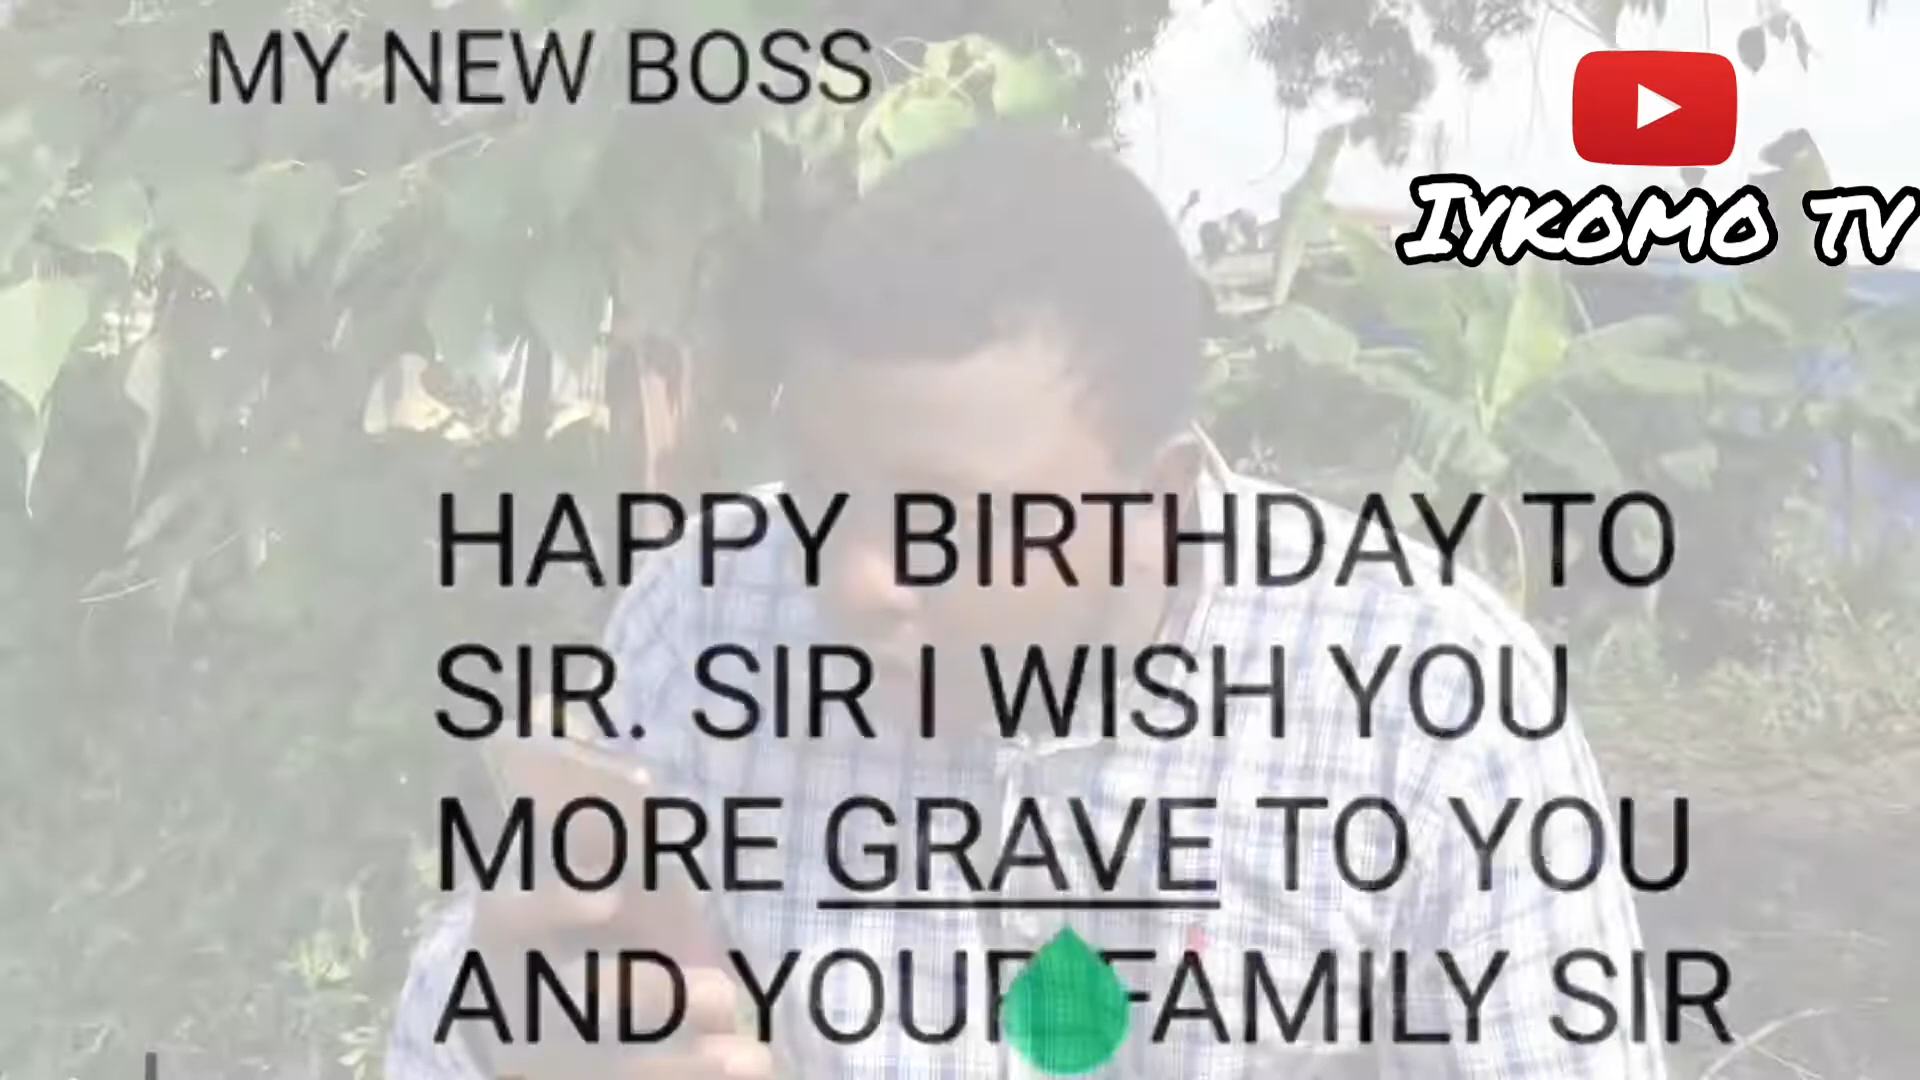 MY NEW BOSS
IYKOMO TV
HAPPY BIRTHDAY TO
SIR. SIR I WISH YOU
MORE GRAVE TO YOU
AND YOUR FAMILY SIR